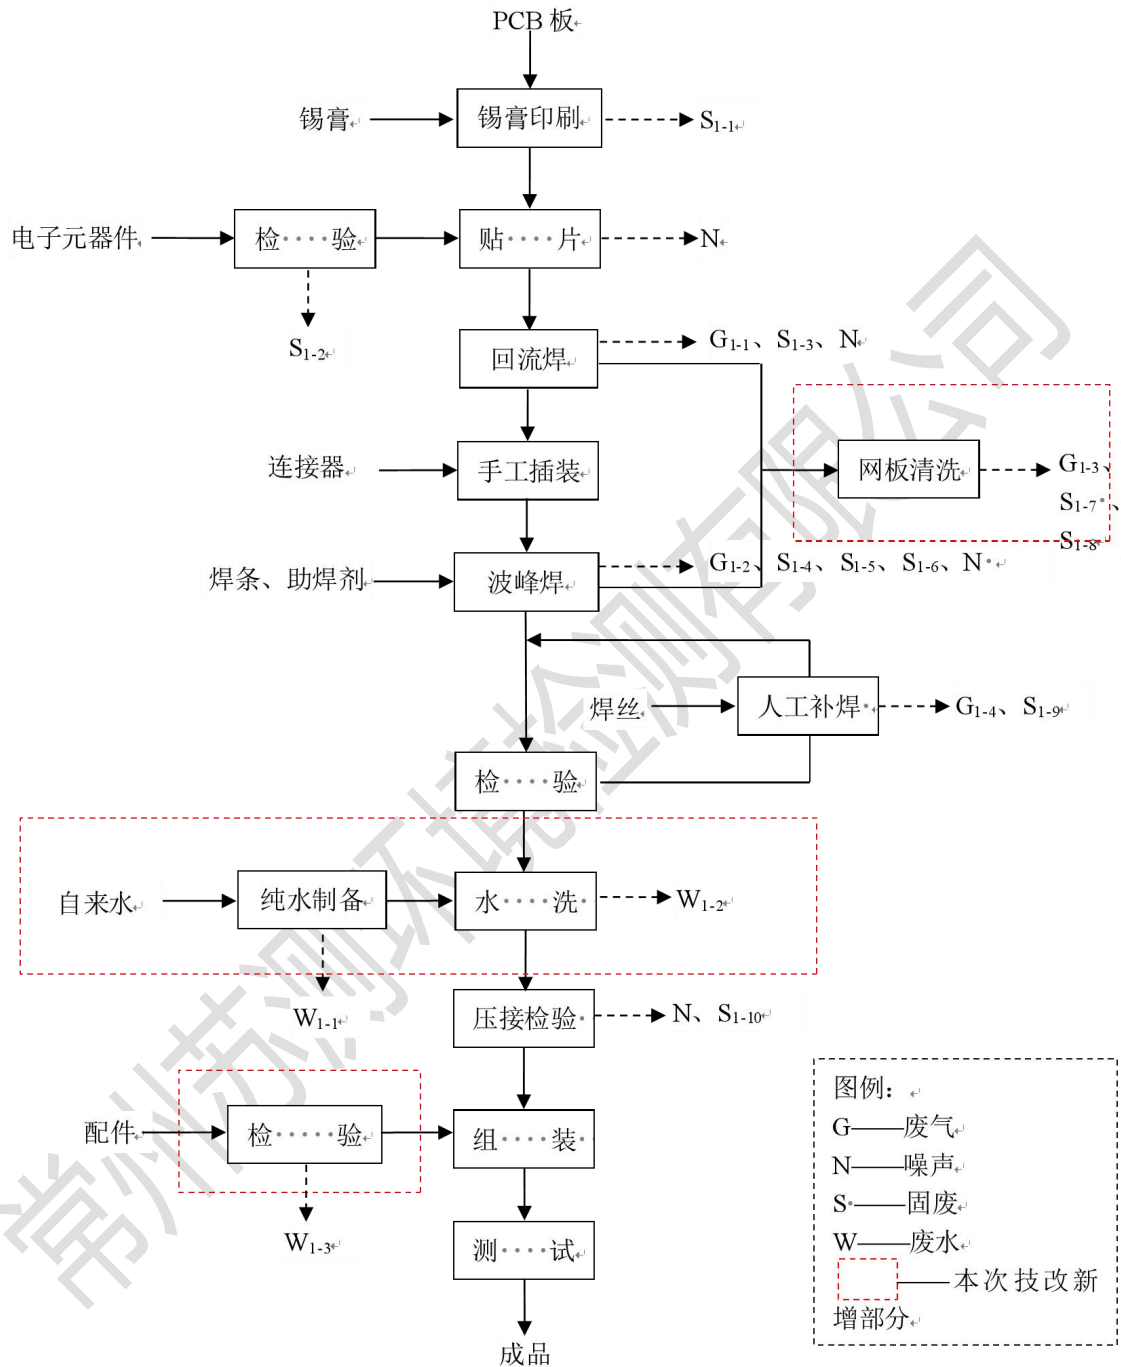 PCB 板
锡膏
锡膏印刷
S1-1
电子元器件
检····验
贴····片
N
S1-2
回流焊
G1-1、S1-3、N
连接器
手工插装
网板清洗
G1-3、
S1-7·、
S1-8
焊条、助焊剂
波峰焊
G1-2、S1-4、S1-5、S1-6、N·
焊丝
人工补焊·
G1-4、S1-9
检····验
自来水
纯水制备
水····洗
W1-2
W1-1
压接检验·
N、S1-10
配件
检·····验
组····装·
W1-3
测····试
成品
图例：
G——废气
N——噪声
S·——固废
W——废水
——本次技改新
增部分
常州苏测环境检测有限公司